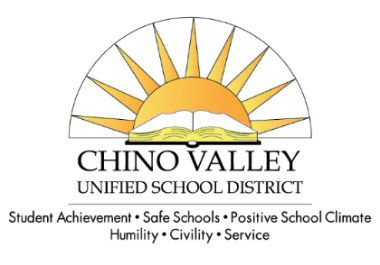 CHINO VALLEY
UNIFIED SCHOOL DISTRICT
Student Achievement • Safe Schools • Positive School Climate
Humility • Civility • Service